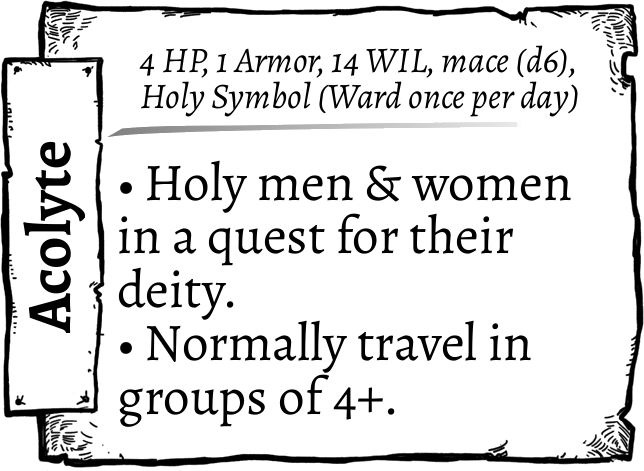 Acolyte
4 HP, 1 Armor, 14 WIL, mace (d6),
Holy Symbol (Ward once per day)
• Holy men & women
in a quest for their
deity.
• Normally travel in
groups of 4+.